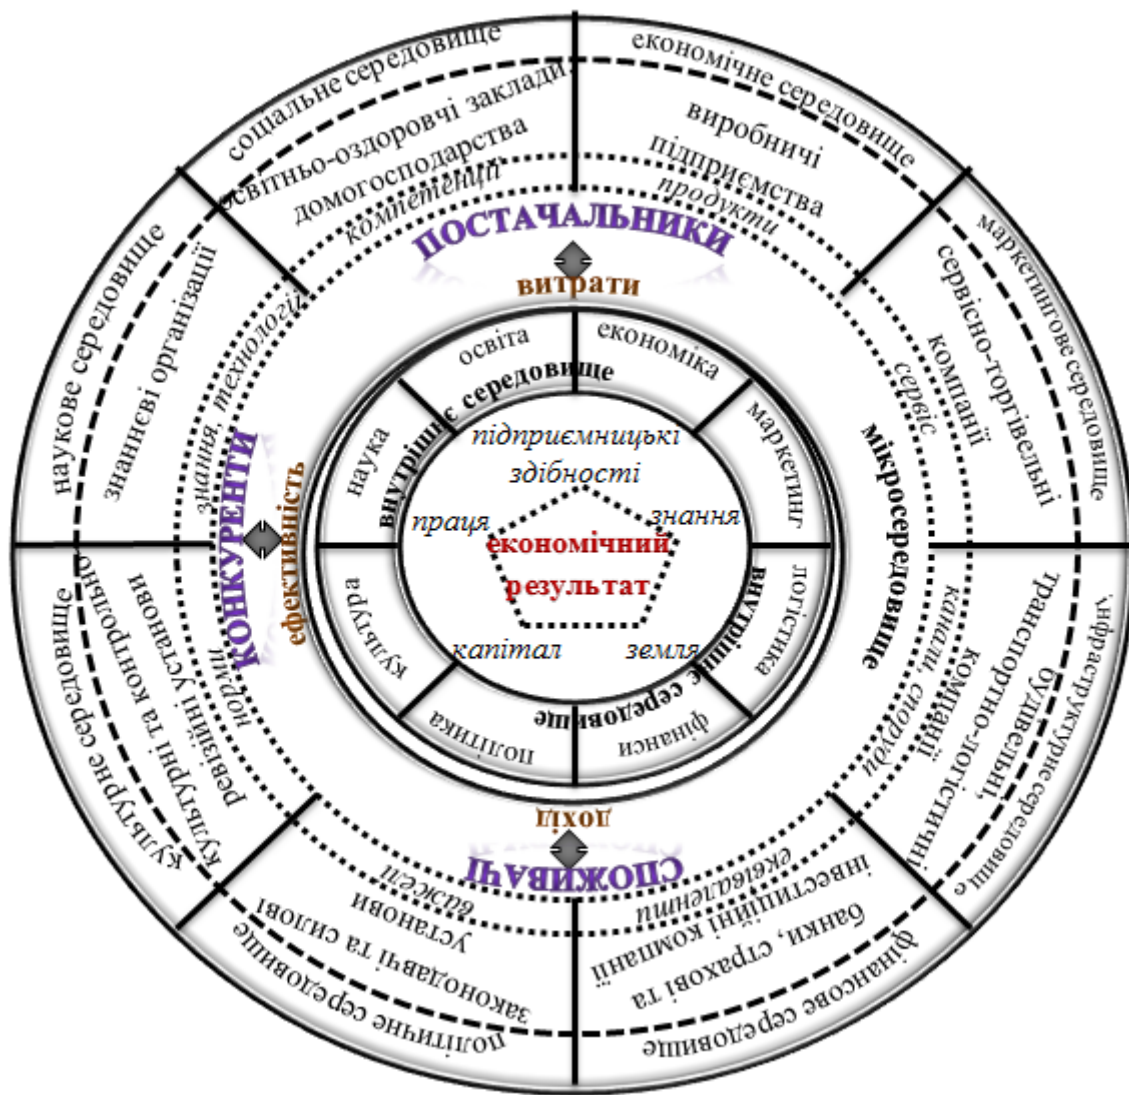 соціальне середовище
освітньо-оздоровчі заклади,
домогосподарства
компетенції
економічне середовище
виробничі
підприємства
продукти
маркетингове середовище
сервісно-торгівельні
компанії
сервіс
інфраструктурне середовище
транспортно-логістичні
будівельні,
компанії
канали, споруди
фінансове середовище
банки, страхові та
інвестиційні компанії
еквіваленти
політичне середовище
законодавчі та силові
установи
важелі
культурне середовище
культурні та контрольно
ревізійні установи
норми
наукове середовище
знаннєві організації
знання, технології
ПОСТАЧАЛЬНИКИ
витрати
мікросередовище
СПОЖИВАЧІ
дохід
КОНКУРЕНТИ
ефективність
освіта
економіка
маркетинг
логістика
фінанси
політика
культура
наука
внутрішнє середовище
внутрішнє середовище
підприємницькі
здібності
праця
знання
економічний
результат
капітал
земля